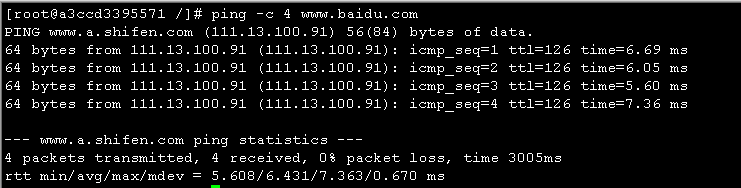 [root@a3ccd3395571 /]# ping -c 4 www.baidu.com
PING www.a.shifen.com (111.13.100.91) 56(84) bytes of data.
64 bytes from 111.13.100.91 (111.13.100.91): icmp_seq=1 ttl=126 time=6.69 ms
64 bytes from 111.13.100.91 (111.13.100.91): icmp_seq=2 ttl=126 time=6.05 ms
64 bytes from 111.13.100.91 (111.13.100.91): icmp_seq=3 ttl=126 time=5.60 ms
64 bytes from 111.13.100.91 (111.13.100.91): icmp_seq=4 ttl=126 time=7.36 ms
--- www.a.shifen.com ping statistics ---
4 packets transmitted, 4 received, 0% packet loss, time 3005ms
rtt min/avg/max/mdev = 5.608/6.431/7.363/0.670 ms